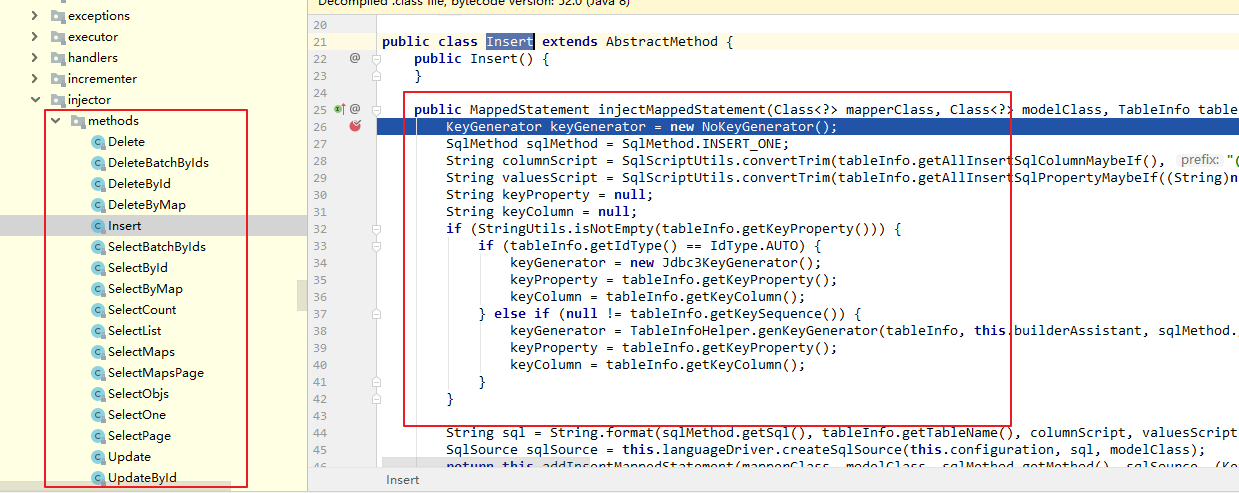 Decompiled .class file, bytecode version: 52.0 (Java 8)
exceptions
executor
handlers
incrementer
injector
methods
Delete
DeleteBatchByIds
DeleteById
DeleteByMap
Insert
SelectBatchByIds
SelectById
SelectByMap
SelectCount
SelectList
SelectMaps
SelectMapsPage
SelectObjs
SelectOne
SelectPage
Update
UpdateById
20
21 public class Insert extends AbstractMethod {
22 @ public Insert() {
23 }
24
25 @ public MappedStatement injectMappedStatement(Class<?> mapperClass, Class<?> modelClass, TableInfo table
26 KeyGenerator keyGenerator = new NoKeyGenerator();
27 SqlMethod sqlMethod = SqlMethod.INSERT_ONE;
28 String columnScript = SqlScriptUtils.convertTrim(tableInfo.getAllInsertSqlColumnMaybeIf(), prefix: "(
29 String valuesScript = SqlScriptUtils.convertTrim(tableInfo.getAllInsertSqlPropertyMaybeIf((String)n
30 String keyProperty = null;
31 String keyColumn = null;
32 if (StringUtils.isNotEmpty(tableInfo.getKeyProperty())) {
33 if (tableInfo.getIdType() == IdType.AUTO) {
34 keyGenerator = new Jdbc3KeyGenerator();
35 keyProperty = tableInfo.getKeyProperty();
36 keyColumn = tableInfo.getKeyColumn();
37 } else if (null != tableInfo.getKeySequence()) {
38 keyGenerator = TableInfoHelper.genKeyGenerator(tableInfo, this.builderAssistant, sqlMethod.
39 keyProperty = tableInfo.getKeyProperty();
40 keyColumn = tableInfo.getKeyColumn();
41 }
42 }
43
44 String sql = String.format(sqlMethod.getSql(), tableInfo.getTableName(), columnScript, valuesScript
45 SqlSource sqlSource = this.languageDriver.createSqlSource(this.configuration, sql, modelClass);
46 return this.addInsertMappedStatement(mapperClass, modelClass, sqlMethod.getMethod(), sqlSource, (Ke
Insert